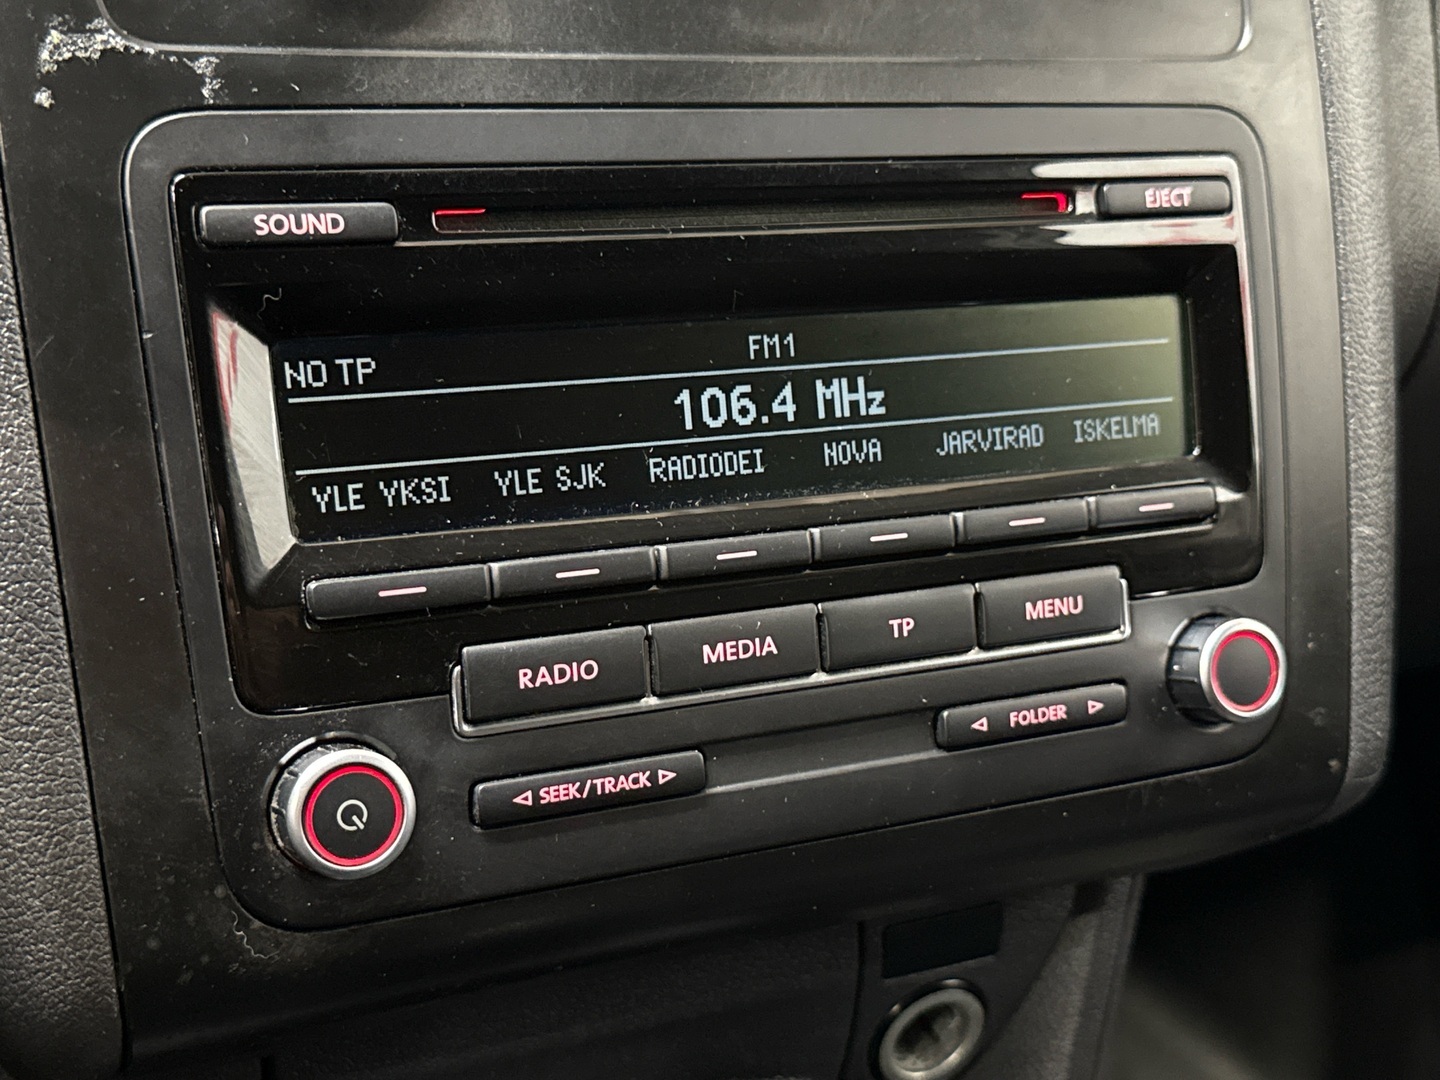 SOUND
EJECT
NO TP
FM1
106.4 MHz
YLE YKSI YLE SJK RADIODEI NOVA JARVIRAD ISKELMA
RADIO MEDIA TP MENU
FOLDER
SEEK/TRACK